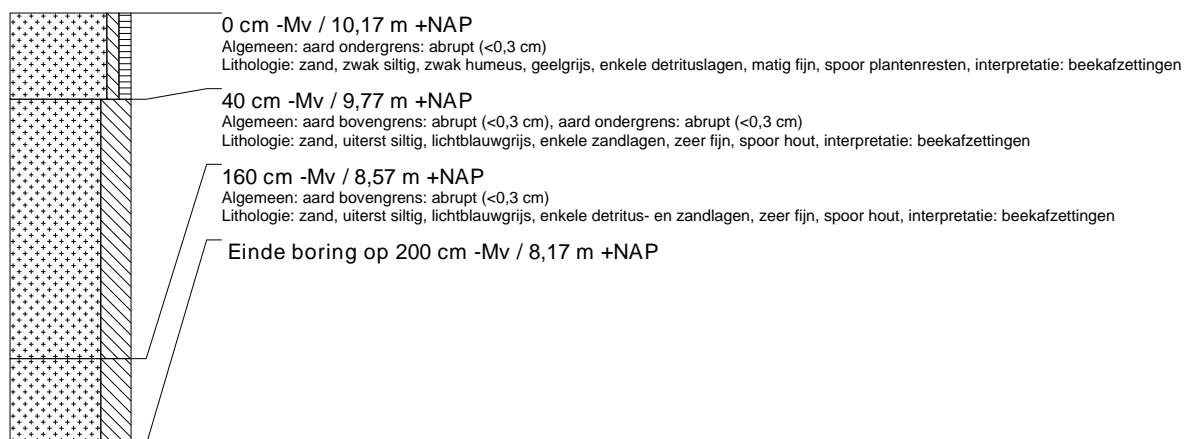 0 cm -Mv / 10,17 m +NAP
Algemeen: aard ondergrens: abrupt (<0,3 cm)
Lithologie: zand, zwak siltig, zwak humeus, geelgrijs, enkele detrituslagen, matig fijn, spoor plantenresten, interpretatie: beekafzettingen
40 cm -Mv / 9,77 m +NAP
Algemeen: aard bovengrens: abrupt (<0,3 cm), aard ondergrens: abrupt (<0,3 cm)
Lithologie: zand, uiterst siltig, lichtblauwgrijs, enkele zandlagen, zeer fijn, spoor hout, interpretatie: beekafzettingen
160 cm -Mv / 8,57 m +NAP
Algemeen: aard bovengrens: abrupt (<0,3 cm)
Lithologie: zand, uiterst siltig, lichtblauwgrijs, enkele detritus- en zandlagen, zeer fijn, spoor hout, interpretatie: beekafzettingen
Einde boring op 200 cm -Mv / 8,17 m +NAP